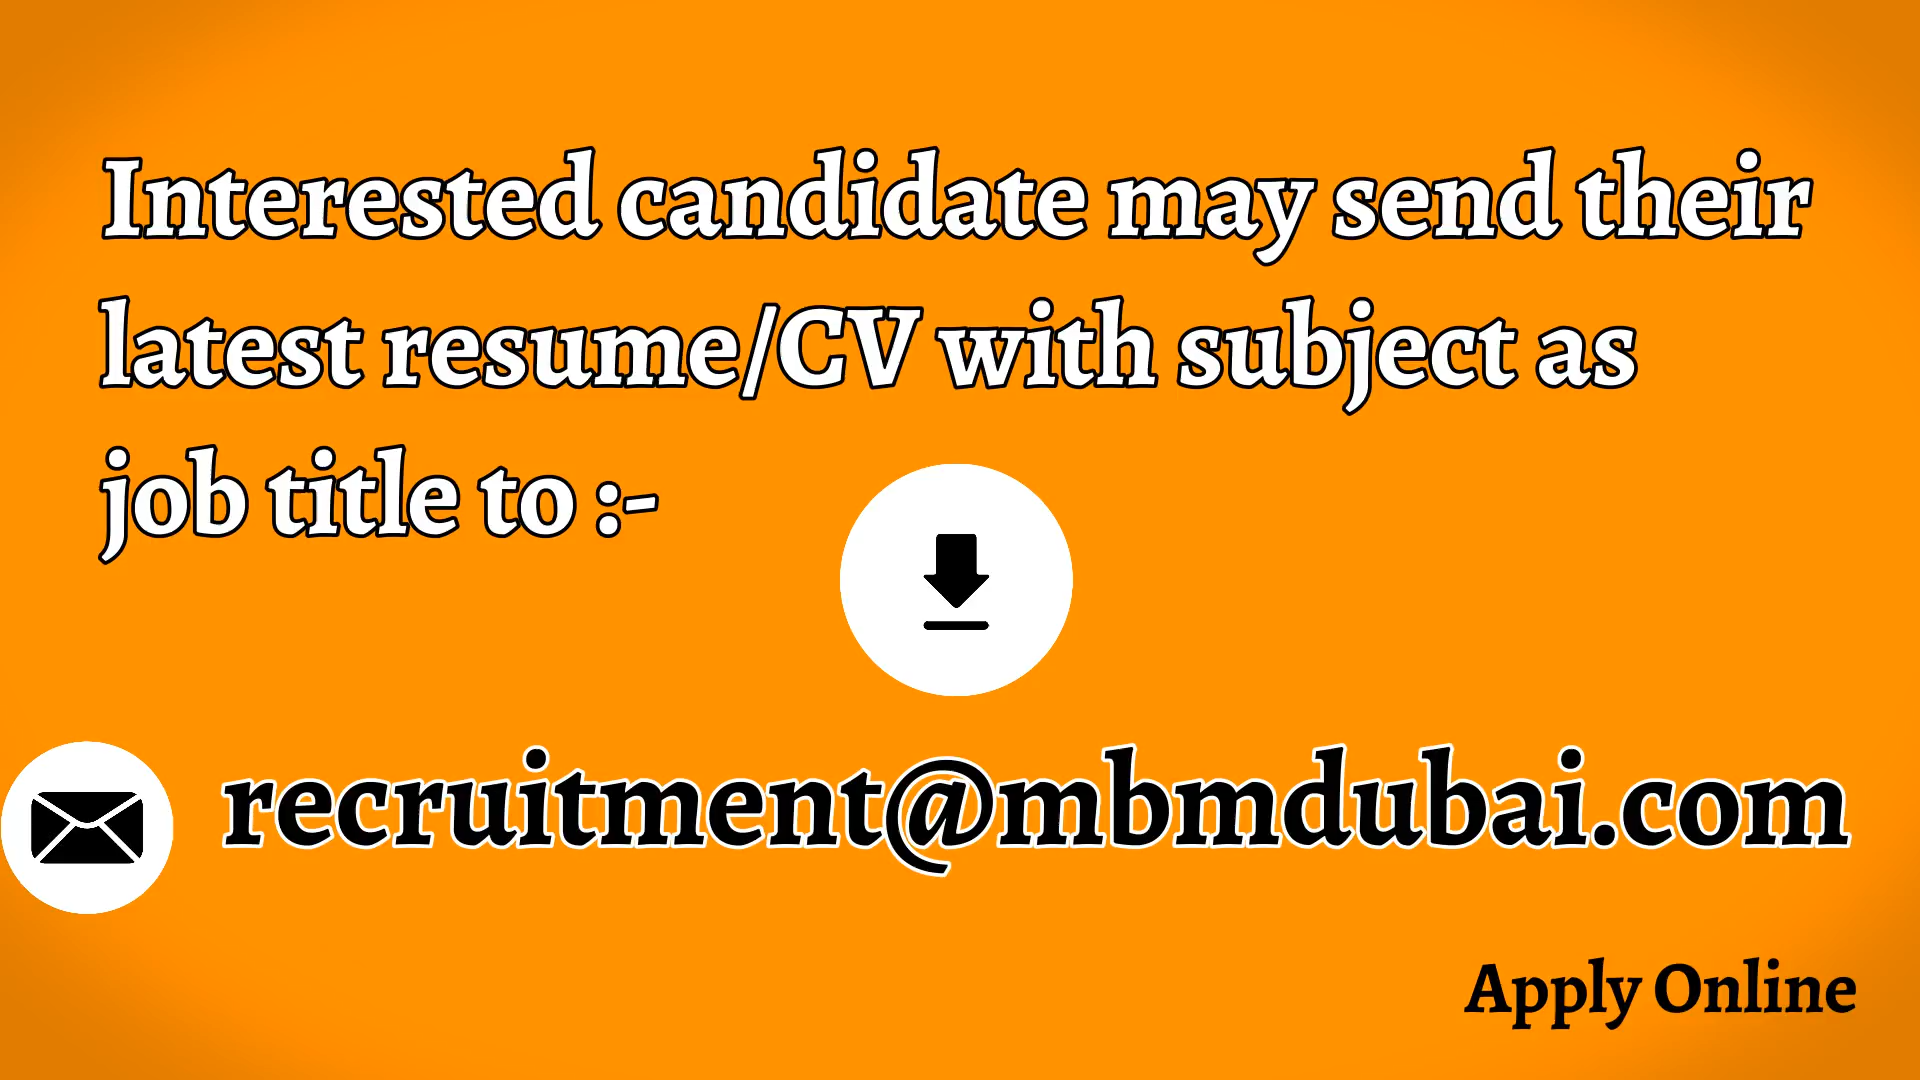 Interested candidate may send their
latest resume/CV with subject as
job title to :-
recruitment@mbmdubai.com
Apply Online